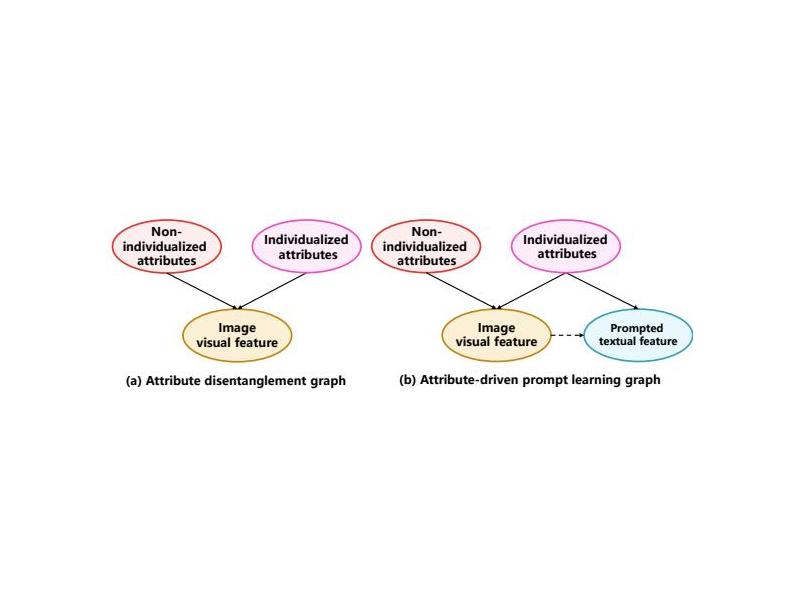 Non-
individualized
attributes
Individualized
attributes
Image
visual feature
(a) Attribute disentanglement graph
Non-
individualized
attributes
Individualized
attributes
Image
visual feature
Prompted
textual feature
(b) Attribute-driven prompt learning graph